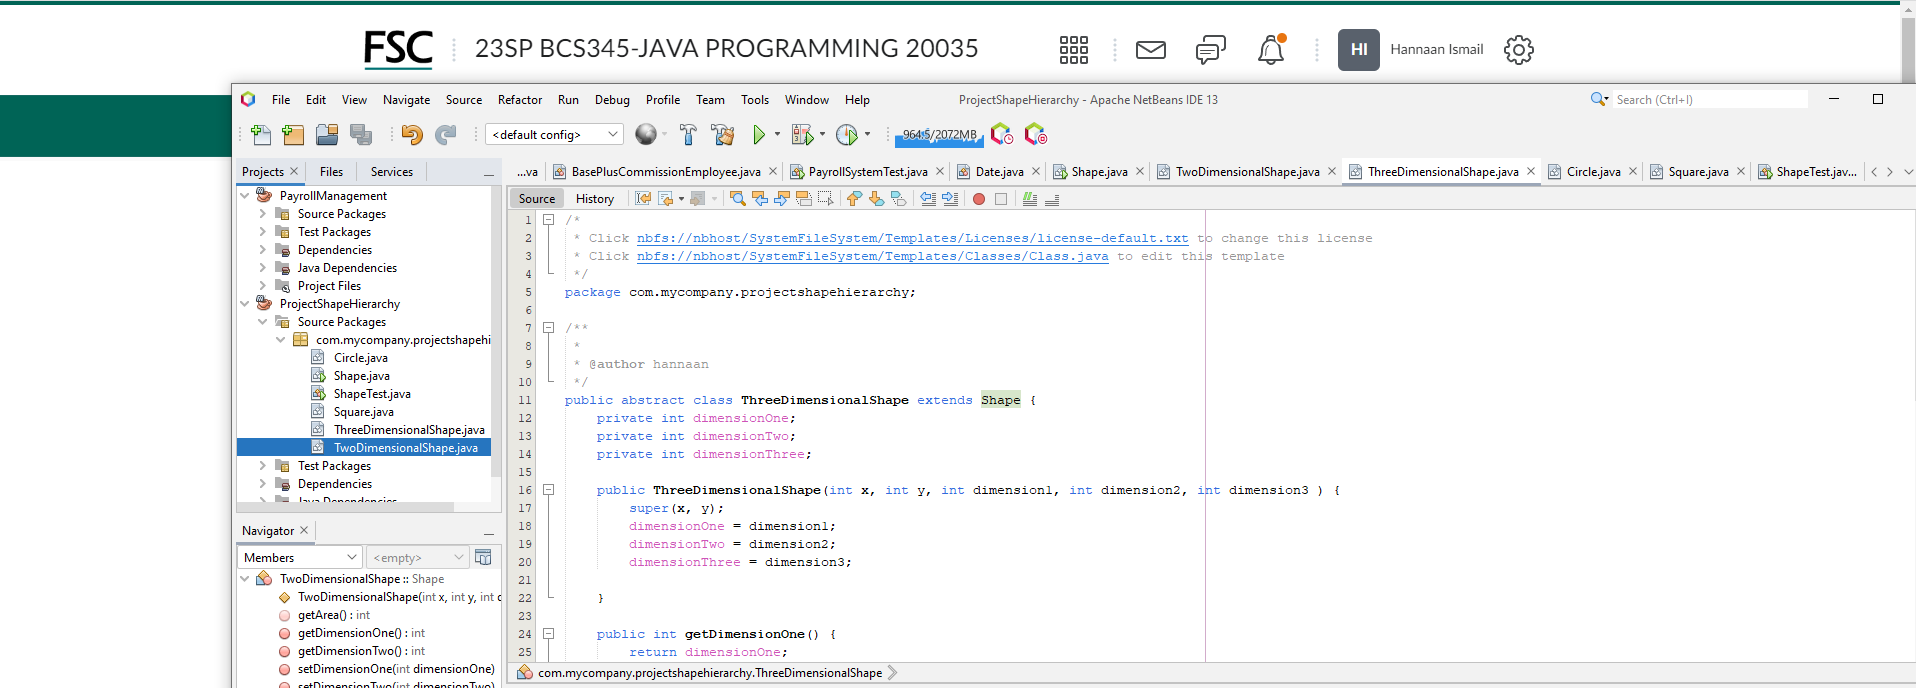 FSC 23SP BCS345-JAVA PROGRAMMING 20035 HI Hannaan Ismail
File Edit View Navigate Source Refactor Run Debug Profile Team Tools Window Help ProjectShapeHierarchy - Apache NetBeans IDE 13 Search (Ctrl+I)
<default config> 964.5/2072MB
Projects Files Services
...va BasePlusCommissionEmployee.java PayrollSystemTest.java Date.java Shape.java TwoDimensionalShape.java ThreeDimensionalShape.java Circle.java Square.java ShapeTest.jav...
Source History
PayrollManagement
Source Packages
Test Packages
Dependencies
Java Dependencies
Project Files
ProjectShapeHierarchy
Source Packages
com.mycompany.projectshapehi
Circle.java
Shape.java
ShapeTest.java
Square.java
ThreeDimensionalShape.java
TwoDimensionalShape.java
Test Packages
Dependencies
Java Dependencies
Navigator
Members <empty>
TwoDimensionalShape :: Shape
TwoDimensionalShape(int x, int y, int d
getArea() : int
getDimensionOne() : int
getDimensionTwo() : int
setDimensionOne(int dimensionOne)
setDimensionTwo(int dimensionTwo)
1 /*
2 * Click nbfs://nbhost/SystemFileSystem/Templates/Licenses/license-default.txt to change this license
3 * Click nbfs://nbhost/SystemFileSystem/Templates/Classes/Class.java to edit this template
4 */
5 package com.mycompany.projectshapehierarchy;
6
7 /**
8 *
9 * @author hannaan
10 */
11 public abstract class ThreeDimensionalShape extends Shape {
12 private int dimensionOne;
13 private int dimensionTwo;
14 private int dimensionThree;
15
16 public ThreeDimensionalShape(int x, int y, int dimension1, int dimension2, int dimension3 ) {
17 super(x, y);
18 dimensionOne = dimension1;
19 dimensionTwo = dimension2;
20 dimensionThree = dimension3;
21
22 }
23
24 public int getDimensionOne() {
25 return dimensionOne;
com.mycompany.projectshapehierarchy.ThreeDimensionalShape